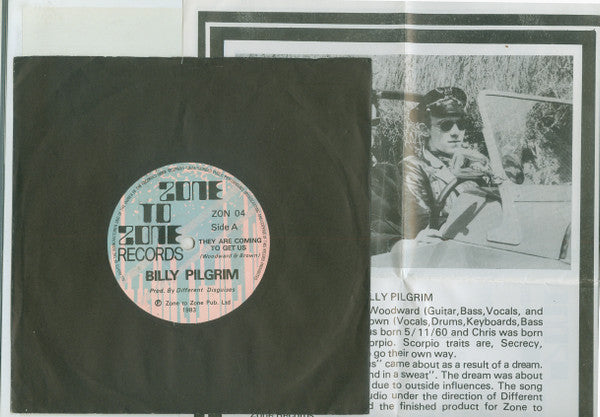 ZONE
TO
ZONE
RECORDS
ZON 04
Side A
THEY ARE COMING
TO GET US
(Woodward & Brown)
BILLY PILGRIM
Prod. By Different Disguises
℗ Zone to Zone Pub. Ltd
1983
LLY PILGRIM
Woodward (Guitar,Bass,Vocals, and
own (Vocals,Drums,Keyboards,Bass
as born 5/11/60 and Chris was born
orpio. Scorpio traits are, Secrecy,
go their own way.
ns" came about as a result of a dream.
nd in a sweat". The dream was about
due to outside influences. The song
udio under the direction of Different
d the finished product for Zone to